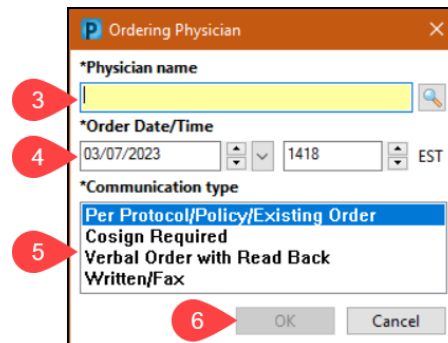 Ordering Physician
*Physician name
3
*Order Date/Time
4 03/07/2023 1418 EST
*Communication type
Per Protocol/Policy/Existing Order
Cosign Required
5 Verbal Order with Read Back
Written/Fax
6 OK Cancel